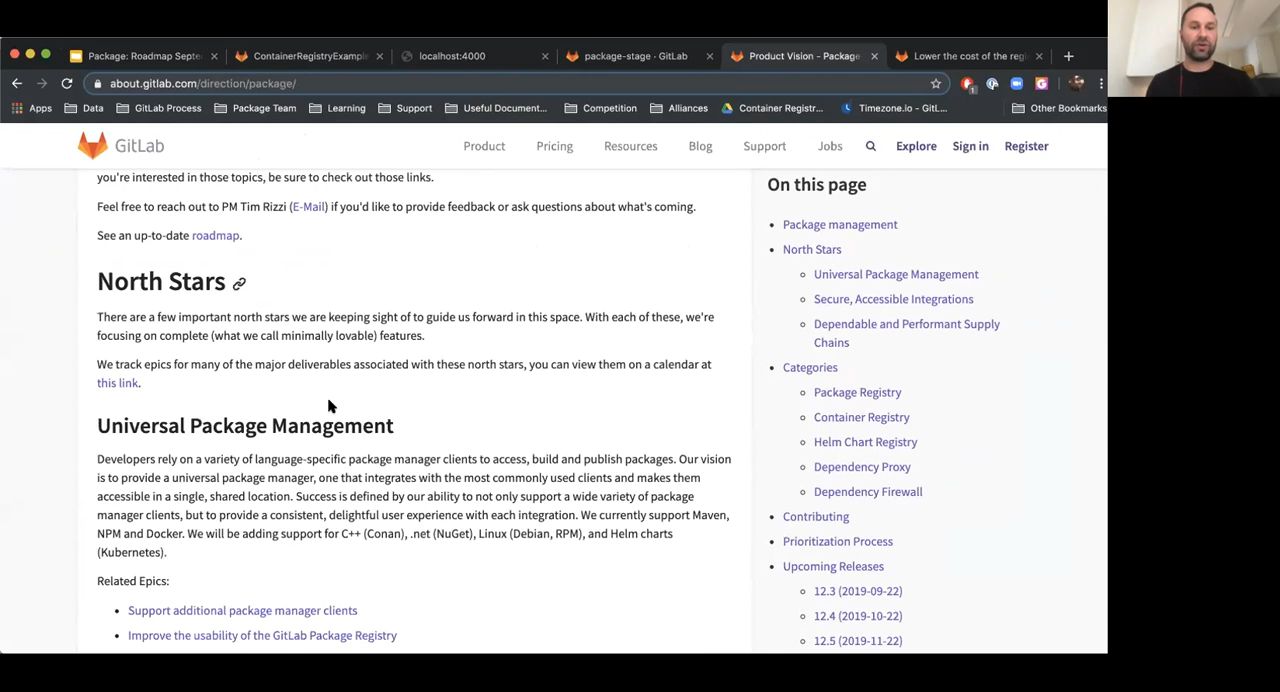 Package: Roadmap Septe
ContainerRegistryExample
localhost:4000
package-stage · GitLab
Product Vision - Package
Lower the cost of the regi
about.gitlab.com/direction/package/
Apps
Data
GitLab Process
Package Team
Learning
Support
Useful Document...
Competition
Alliances
Container Registr...
Timezone.io - GitL...
Other Bookmarks
GitLab
Product
Pricing
Resources
Blog
Support
Jobs
Explore
Sign in
Register
you're interested in those topics, be sure to check out those links.
Feel free to reach out to PM Tim Rizzi (E-Mail) if you'd like to provide feedback or ask questions about what's coming.
See an up-to-date roadmap.
North Stars
There are a few important north stars we are keeping sight of to guide us forward in this space. With each of these, we're
focusing on complete (what we call minimally lovable) features.
We track epics for many of the major deliverables associated with these north stars, you can view them on a calendar at
this link.
Universal Package Management
Developers rely on a variety of language-specific package manager clients to access, build and publish packages. Our vision
is to provide a universal package manager, one that integrates with the most commonly used clients and makes them
accessible in a single, shared location. Success is defined by our ability to not only support a wide variety of package
manager clients, but to provide a consistent, delightful user experience with each integration. We currently support Maven,
NPM and Docker. We will be adding support for C++ (Conan), .net (NuGet), Linux (Debian, RPM), and Helm charts
(Kubernetes).
Related Epics:
• Support additional package manager clients
• Improve the usability of the GitLab Package Registry
On this page
• Package management
• North Stars
Universal Package Management
Secure, Accessible Integrations
Dependable and Performant Supply
Chains
• Categories
Package Registry
Container Registry
Helm Chart Registry
Dependency Proxy
Dependency Firewall
• Contributing
• Prioritization Process
• Upcoming Releases
12.3 (2019-09-22)
12.4 (2019-10-22)
12.5 (2019-11-22)